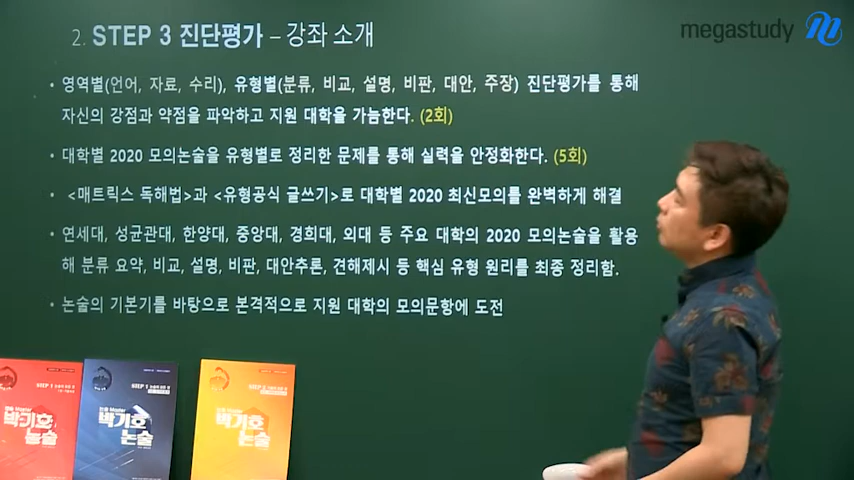 megastudy
2. STEP 3 진단평가 – 강좌 소개
• 영역별(언어, 자료, 수리), 유형별(분류, 비교, 설명, 비판, 대안, 주장) 진단평가를 통해
자신의 강점과 약점을 파악하고 지원 대학을 가늠한다. (2회)
• 대학별 2020 모의논술을 유형별로 정리한 문제를 통해 실력을 안정화한다. (5회)
• <매트릭스 독해법>과 <유형공식 글쓰기>로 대학별 2020 최신모의를 완벽하게 해결
• 연세대, 성균관대, 한양대, 중앙대, 경희대, 외대 등 주요 대학의 2020 모의논술을 활용
해 분류 요약, 비교, 설명, 비판, 대안추론, 견해제시 등 핵심 유형 원리를 최종 정리함.
• 논술의 기본기를 바탕으로 본격적으로 지원 대학의 모의문항에 도전
STEP 1
박기호
논술
STEP 1
박기호
논술
STEP
박기호
논술